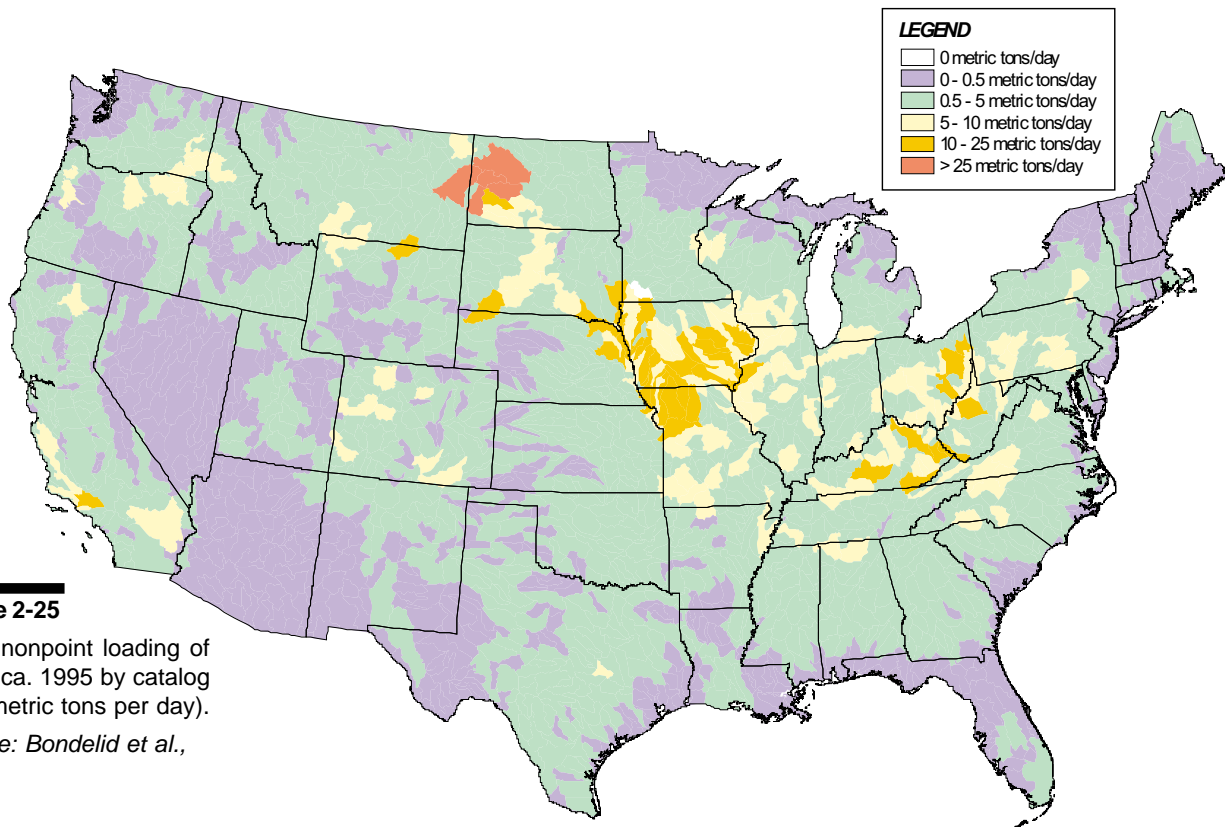 LEGEND
0 metric tons/day
0 - 0.5 metric tons/day
0.5 - 5 metric tons/day
5 - 10 metric tons/day
10 - 25 metric tons/day
> 25 metric tons/day
e 2-25
nonpoint loading of
ca. 1995 by catalog
metric tons per day).
e: Bondelid et al.,